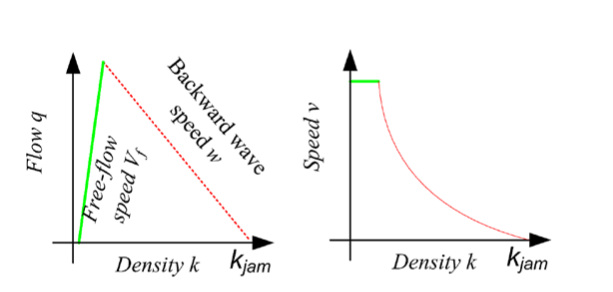 Flow q
Free-flow
speed Vf
Backward wave
speed w
Density k
kjam
Speed v
Density k
kjam